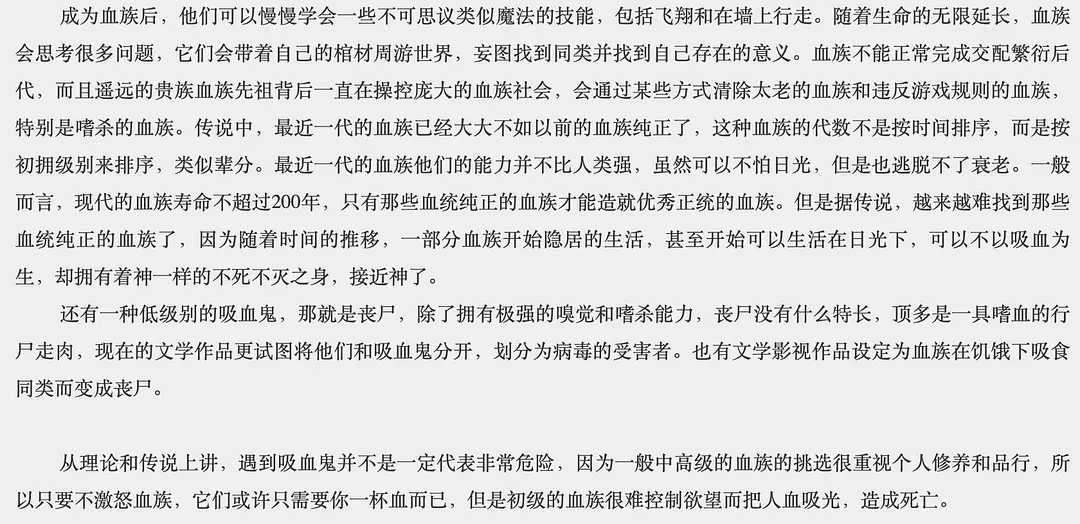 成为血族后，他们可以慢慢学会一些不可思议类似魔法的技能，包括飞翔和在墙上行走。随着生命的无限延长，血族
会思考很多问题，它们会带着自己的棺材周游世界，妄图找到同类并找到自己存在的意义。血族不能正常完成交配繁衍后
代，而且遥远的贵族血族先祖背后一直在操控庞大的血族社会，会通过某些方式清除太老的血族和违反游戏规则的血族，
特别是嗜杀的血族。传说中，最近一代的血族已经大大不如以前的血族纯正了，这种血族的代数不是按时间排序，而是按
初拥级别来排序，类似辈分。最近一代的血族他们的能力并不比人类强，虽然可以不怕日光，但是也逃脱不了衰老。一般
而言，现代的血族寿命不超过200年，只有那些血统纯正的血族才能造就优秀正统的血族。但是据传说，越来越难找到那些
血统纯正的血族了，因为随着时间的推移，一部分血族开始隐居的生活，甚至开始可以生活在日光下，可以不以吸血为
生，却拥有着神一样的不死不灭之身，接近神了。
还有一种低级别的吸血鬼，那就是丧尸，除了拥有极强的嗅觉和嗜杀能力，丧尸没有什么特长，顶多是一具嗜血的行
尸走肉，现在的文学作品更试图将他们和吸血鬼分开，划分为病毒的受害者。也有文学影视作品设定为血族在饥饿下吸食
同类而变成丧尸。
从理论和传说上讲，遇到吸血鬼并不是一定代表非常危险，因为一般中高级的血族的挑选很重视个人修养和品行，所
以只要不激怒血族，它们或许只需要你一杯血而已，但是初级的血族很难控制欲望而把人血吸光，造成死亡。